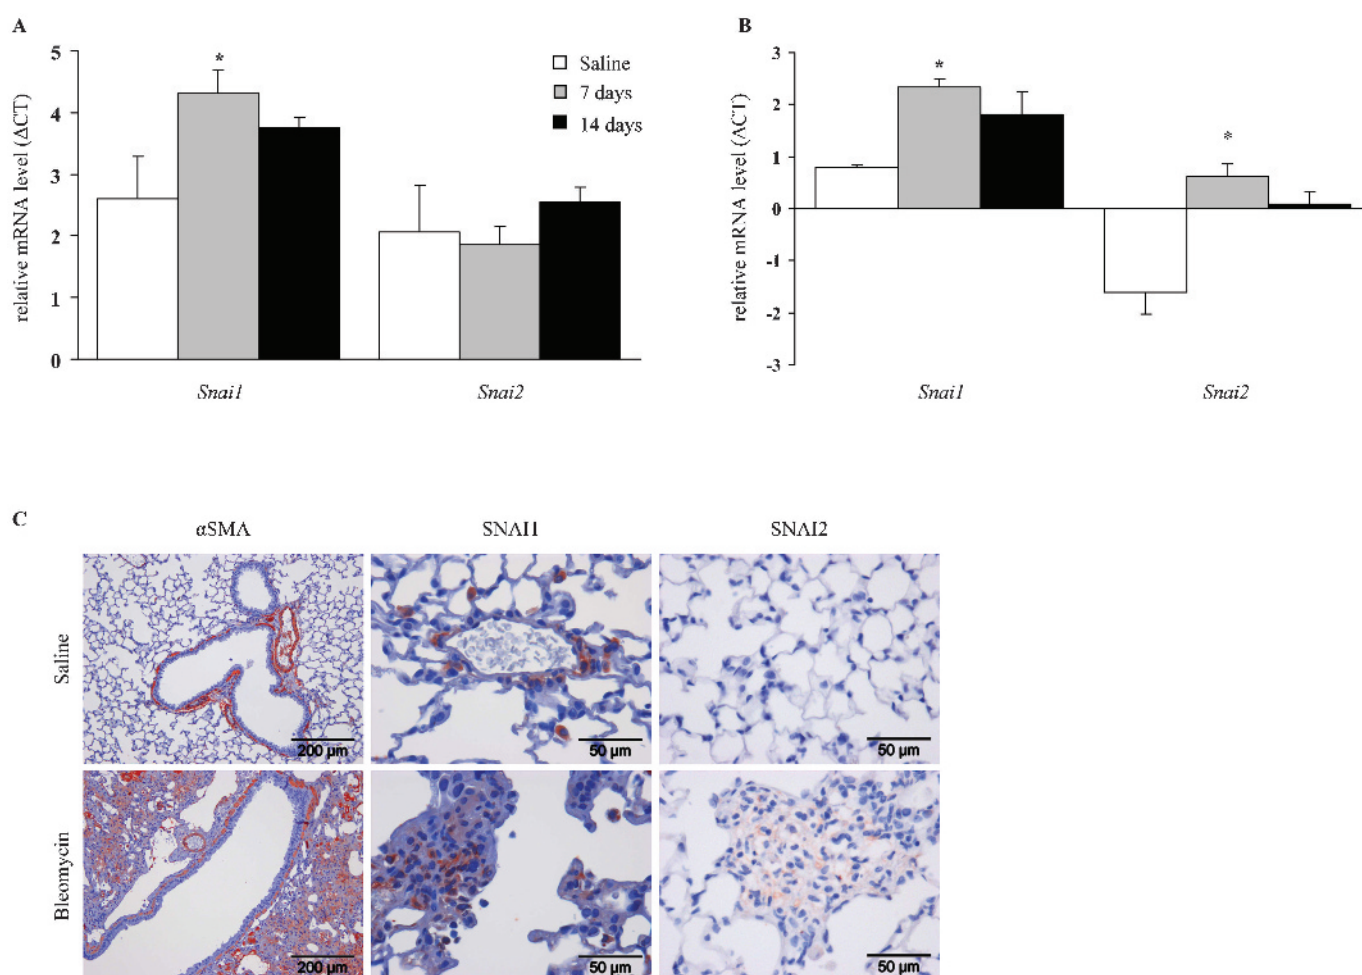 A
relative mRNA level (ΔCT)
5
4
3
2
1
0
*
Saline
7 days
14 days
Snai1
Snai2
B
relative mRNA level (ΔCT)
3
2
1
0
-1
-2
-3
*
*
Snai1
Snai2
C
αSMA
SNAI1
SNAI2
Saline
200 µm
50 µm
50 µm
Bleomycin
200 µm
50 µm
50 µm